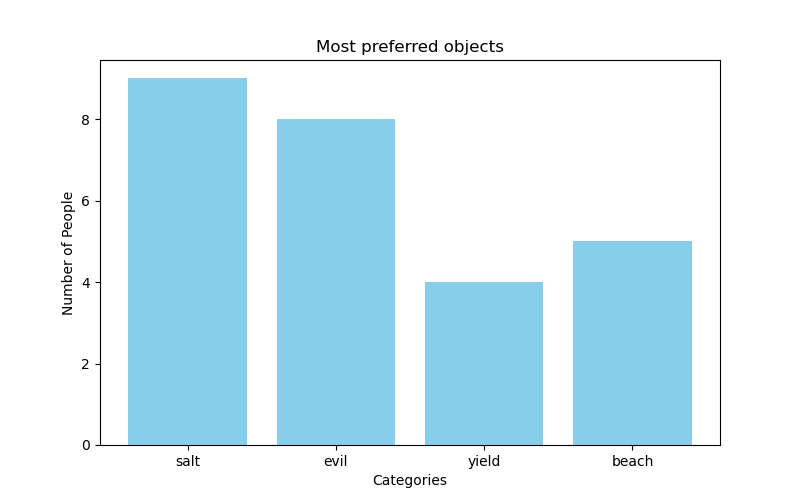 Most preferred objects
Number of People
8
6
4
2
0
salt evil yield beach
Categories